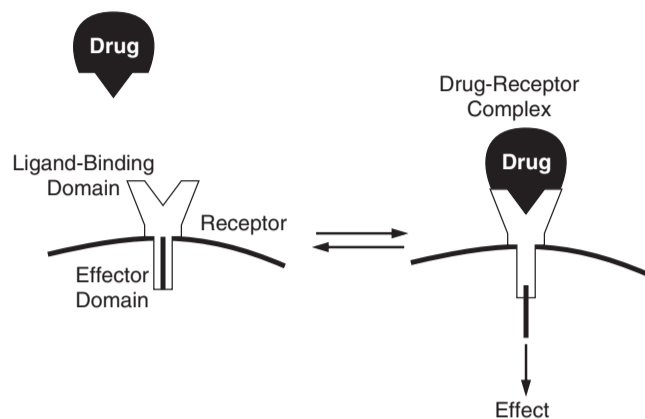 Drug
Ligand-Binding
Domain
Receptor
Effector
Domain
Drug-Receptor
Complex
Drug
Effect